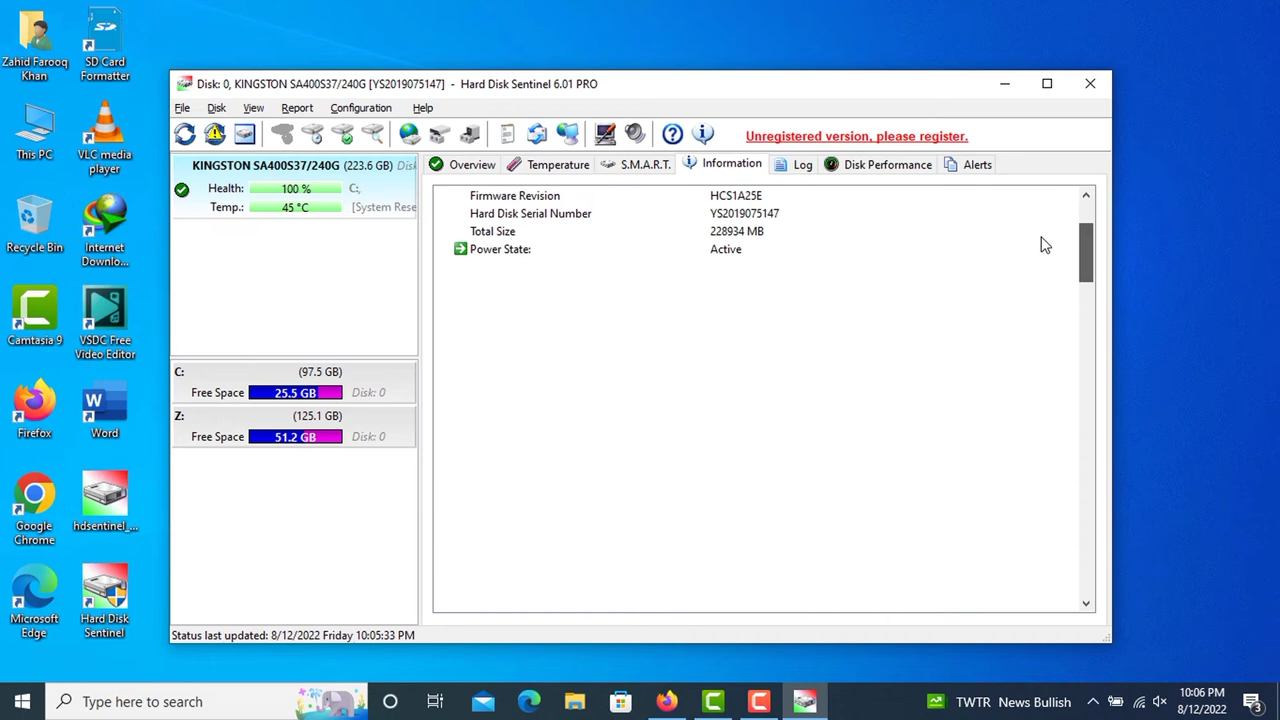 Zahid Farooq
Khan
SD Card
Formatter
This PC
VLC media
player
Recycle Bin
Internet
Downlo...
Camtasia 9
VSDC Free
Video Editor
Firefox
Word
Google
Chrome
hdsentinel_...
Microsoft
Edge
Hard Disk
Sentinel
Disk: 0, KINGSTON SA400S37/240G [YS2019075147] - Hard Disk Sentinel 6.01 PRO
File Disk View Report Configuration Help
Unregistered version, please register.
KINGSTON SA400S37/240G (223.6 GB) Disk
Health: 100 % C:,
Temp.: 45 °C [System Rese
C: (97.5 GB)
Free Space 25.5 GB Disk: 0
Z: (125.1 GB)
Free Space 51.2 GB Disk: 0
Overview Temperature S.M.A.R.T. Information Log Disk Performance Alerts
Firmware Revision HCS1A25E
Hard Disk Serial Number YS2019075147
Total Size 228934 MB
Power State: Active
Status last updated: 8/12/2022 Friday 10:05:33 PM
Type here to search
TWTR News Bullish
10:06 PM
8/12/2022
3